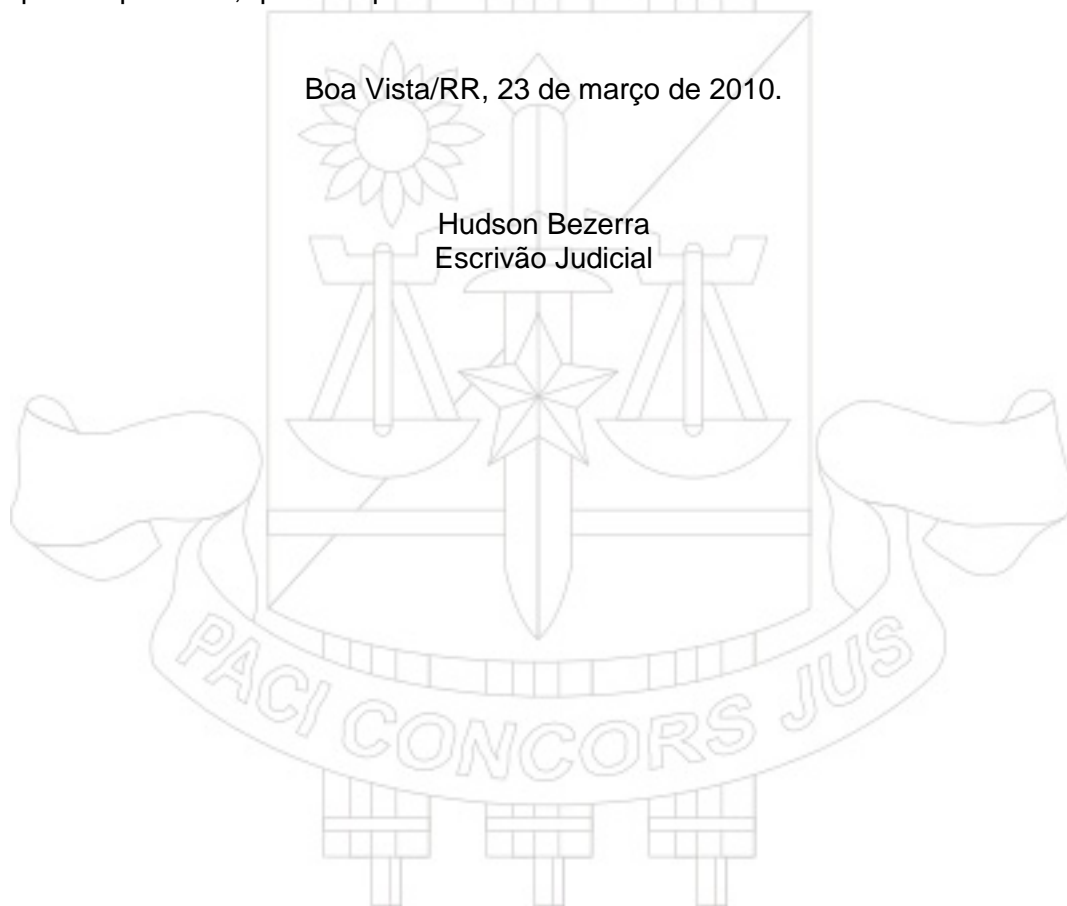 Boa Vista/RR, 23 de março de 2010.
Hudson Bezerra
Escrivão Judicial
PACI CONCORS JUS